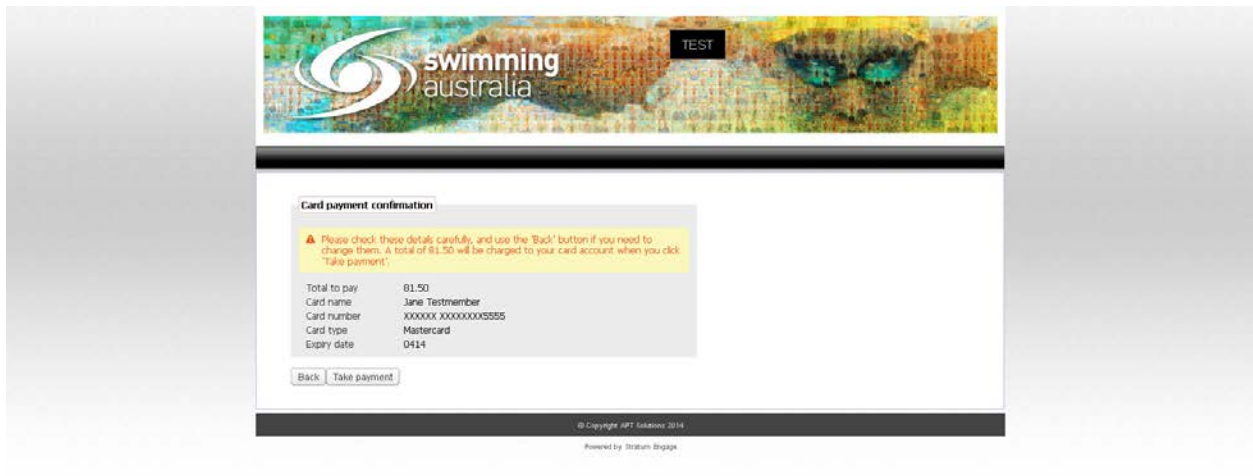 swimming
australia
TEST
Card payment confirmation
Please check these details carefully, and use the 'Back' button if you need to
change them. A total of 81.50 will be charged to your card account when you click
'Take payment'.
Total to pay 81.50
Card name Jane Testmember
Card number XXXXXX XXXXXXXX5555
Card type Mastercard
Expiry date 0414
Back Take payment
© Copyright APT Solutions 2014
Powered by Stratum Engage